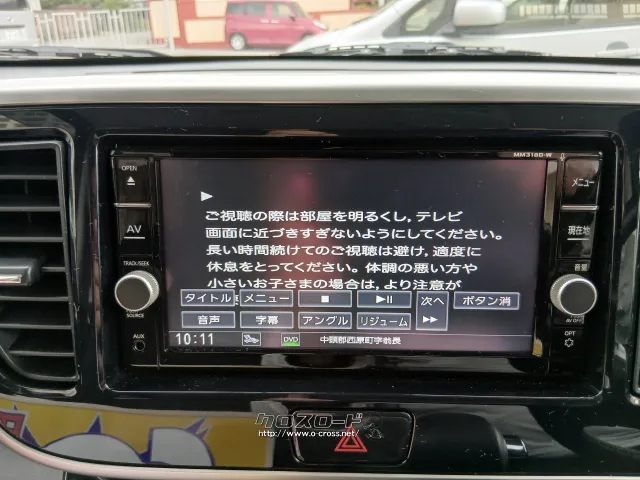 MM318D-W
OPEN
メニュー
AV
現在地
TRACK/SEEK
音量
SOURCE
AV OFF
AUX
OPT
ご視聴の際は部屋を明るくし,テレビ
画面に近づきすぎないようにしてください。
長い時間続けてのご視聴は避け,適度に
休息をとってください。体調の悪い方や
小さいお子さまの場合は,より注意が
タイトル
メニュー
■
▶II
次へ
▶▶
ボタン消
音声
字幕
アングル
リジューム
10:11
DVD
中頭郡西原町字翁長
クロスロード
http://www.o-cross.net/